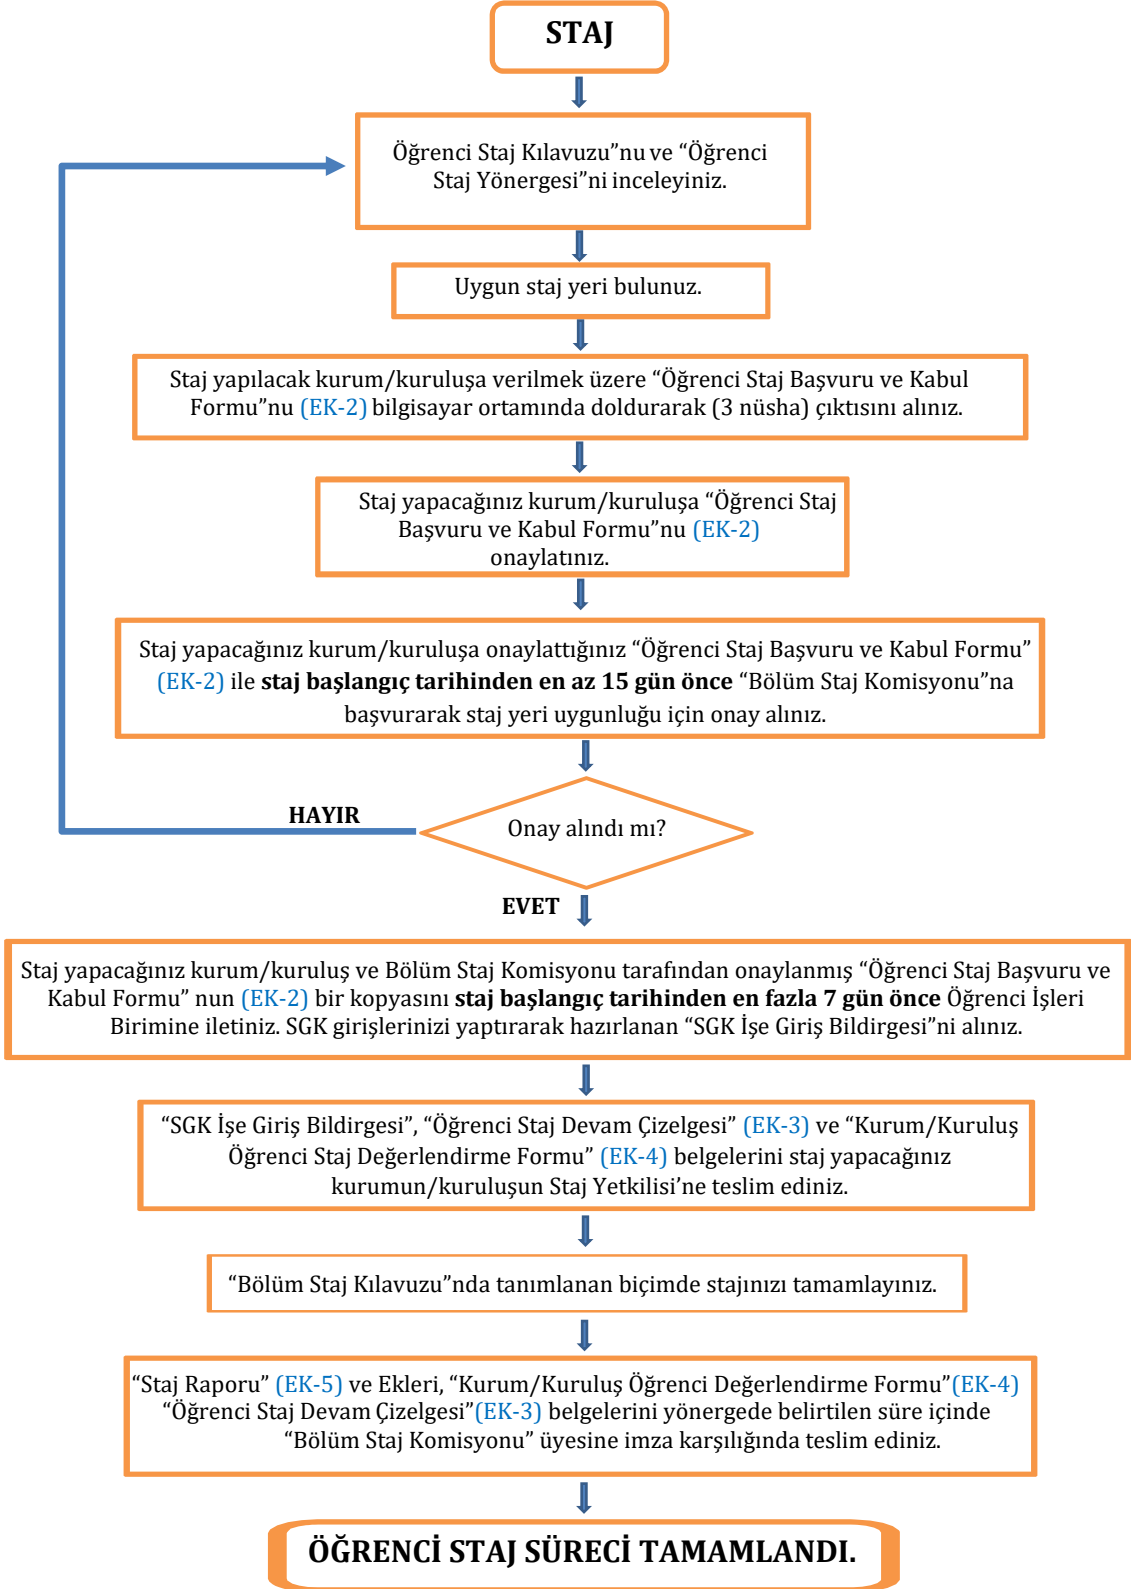 STAJ
Öğrenci Staj Kılavuzu”nu ve “Öğrenci
Staj Yönergesi”ni inceleyiniz.
Uygun staj yeri bulunuz.
Staj yapılacak kurum/kuruluşa verilmek üzere “Öğrenci Staj Başvuru ve Kabul
Formu”nu (EK-2) bilgisayar ortamında doldurarak (3 nüsha) çıktısını alınız.
Staj yapacağınız kurum/kuruluşa “Öğrenci Staj
Başvuru ve Kabul Formu”nu (EK-2)
onaylatınız.
Staj yapacağınız kurum/kuruluşa onaylattığınız “Öğrenci Staj Başvuru ve Kabul Formu”
(EK-2) ile staj başlangıç tarihinden en az 15 gün önce “Bölüm Staj Komisyonu”na
başvurarak staj yeri uygunluğu için onay alınız.
HAYIR
Onay alındı mı?
EVET
Staj yapacağınız kurum/kuruluş ve Bölüm Staj Komisyonu tarafından onaylanmış “Öğrenci Staj Başvuru ve
Kabul Formu” nun (EK-2) bir kopyasını staj başlangıç tarihinden en fazla 7 gün önce Öğrenci İşleri
Birimine iletiniz. SGK girişlerinizi yaptırarak hazırlanan “SGK İşe Giriş Bildirgesi”ni alınız.
“SGK İşe Giriş Bildirgesi”, “Öğrenci Staj Devam Çizelgesi” (EK-3) ve “Kurum/Kuruluş
Öğrenci Staj Değerlendirme Formu” (EK-4) belgelerini staj yapacağınız
kurumun/kuruluşun Staj Yetkilisi’ne teslim ediniz.
“Bölüm Staj Kılavuzu”nda tanımlanan biçimde stajınızı tamamlayınız.
“Staj Raporu” (EK-5) ve Ekleri, “Kurum/Kuruluş Öğrenci Değerlendirme Formu”(EK-4)
“Öğrenci Staj Devam Çizelgesi”(EK-3) belgelerini yönergede belirtilen süre içinde
“Bölüm Staj Komisyonu” üyesine imza karşılığında teslim ediniz.
ÖĞRENCİ STAJ SÜRECİ TAMAMLANDI.